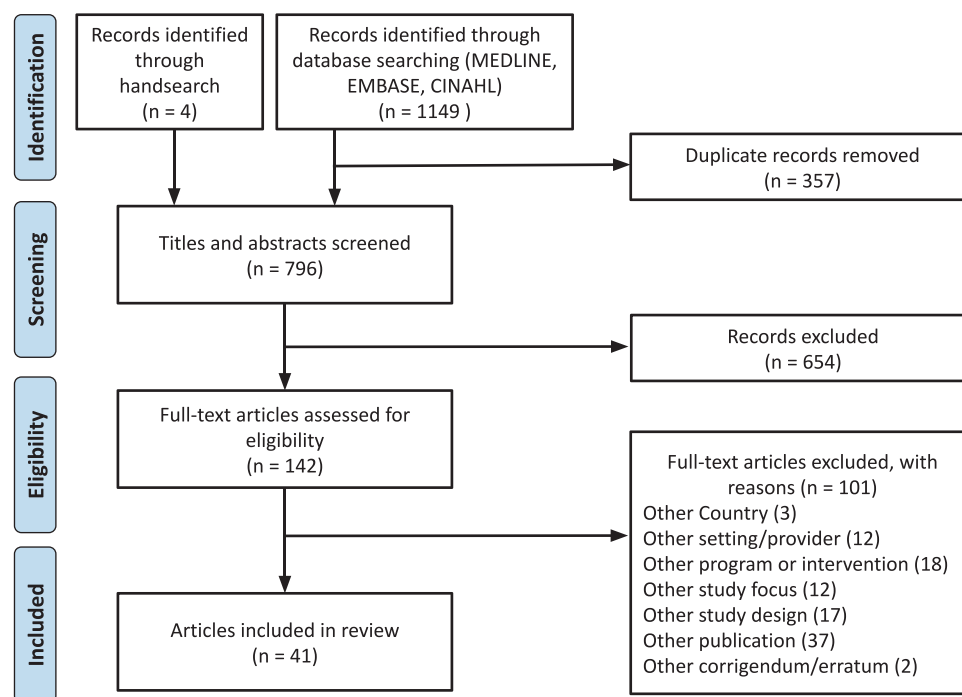 Identification
Records identified
through
handsearch
(n = 4)
Records identified through
database searching (MEDLINE,
EMBASE, CINAHL)
(n = 1149 )
Duplicate records removed
(n = 357)
Screening
Titles and abstracts screened
(n = 796)
Records excluded
(n = 654)
Eligibility
Full-text articles assessed for
eligibility
(n = 142)
Full-text articles excluded, with
reasons (n = 101)
Other Country (3)
Other setting/provider (12)
Other program or intervention (18)
Other study focus (12)
Other study design (17)
Other publication (37)
Other corrigendum/erratum (2)
Included
Articles included in review
n = 41)